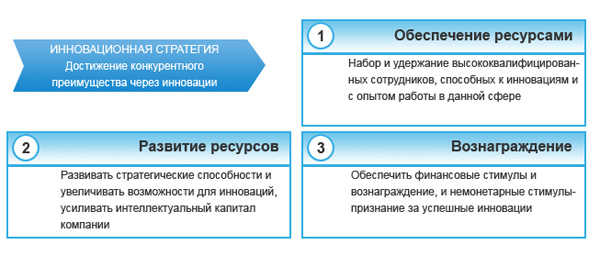 ИННОВАЦИОННАЯ СТРАТЕГИЯ
Достижение конкурентного
преимущества через инновации
1
Обеспечение ресурсами
Набор и удержание высококвалифицирован-
ных сотрудников, способных к инновациям и
с опытом работы в данной сфере
2
Развитие ресурсов
Развивать стратегические способности и
увеличивать возможности для инноваций,
усиливать интеллектуальный капитал
компании
3
Вознаграждение
Обеспечить финансовые стимулы и
вознаграждение, и немонетарные стимулы-
признание за успешные инновации